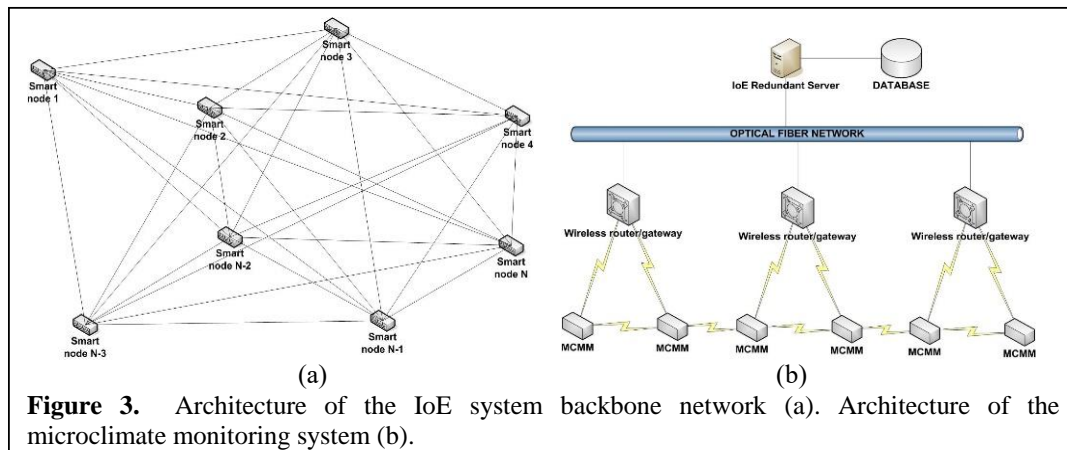 Smart
node 3
Smart
node 1
Smart
node 2
Smart
node 4
Smart
node N-2
Smart
node N
Smart
node N-3
Smart
node N-1
(a)
IoE Redundant Server
DATABASE
OPTICAL FIBER NETWORK
Wireless router/gateway
Wireless router/gateway
Wireless router/gateway
MCMM
MCMM
MCMM
MCMM
MCMM
MCMM
(b)
Figure 3. Architecture of the IoE system backbone network (a). Architecture of the
microclimate monitoring system (b).